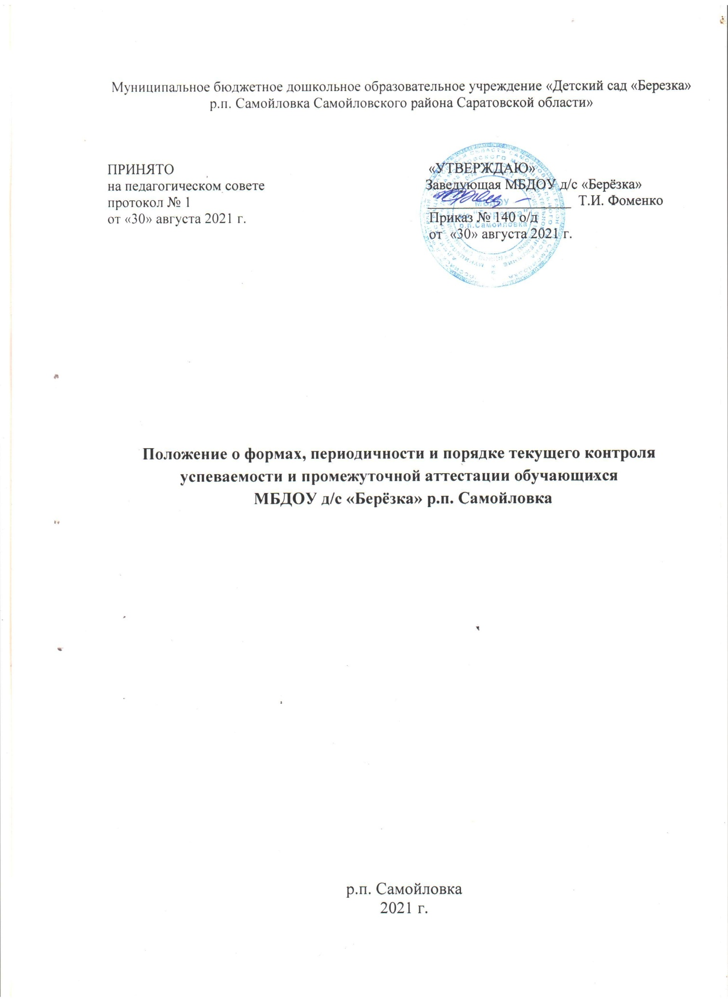 Муниципальное бюджетное дошкольное образовательное учреждение «Детский сад «Березка»
р.п. Самойловка Самойловского района Саратовской области»
ПРИНЯТО
на педагогическом совете
протокол № 1
от «30» августа 2021 г.
«УТВЕРЖДАЮ»
Заведующая МБДОУ д/с «Берёзка»
Т.И. Фоменко
Приказ № 140 о/д
от «30» августа 2021 г.
МБДОУ
р.п.Самойловка
Положение о формах, периодичности и порядке текущего контроля
успеваемости и промежуточной аттестации обучающихся
МБДОУ д/с «Берёзка» р.п. Самойловка
р.п. Самойловка
2021 г.